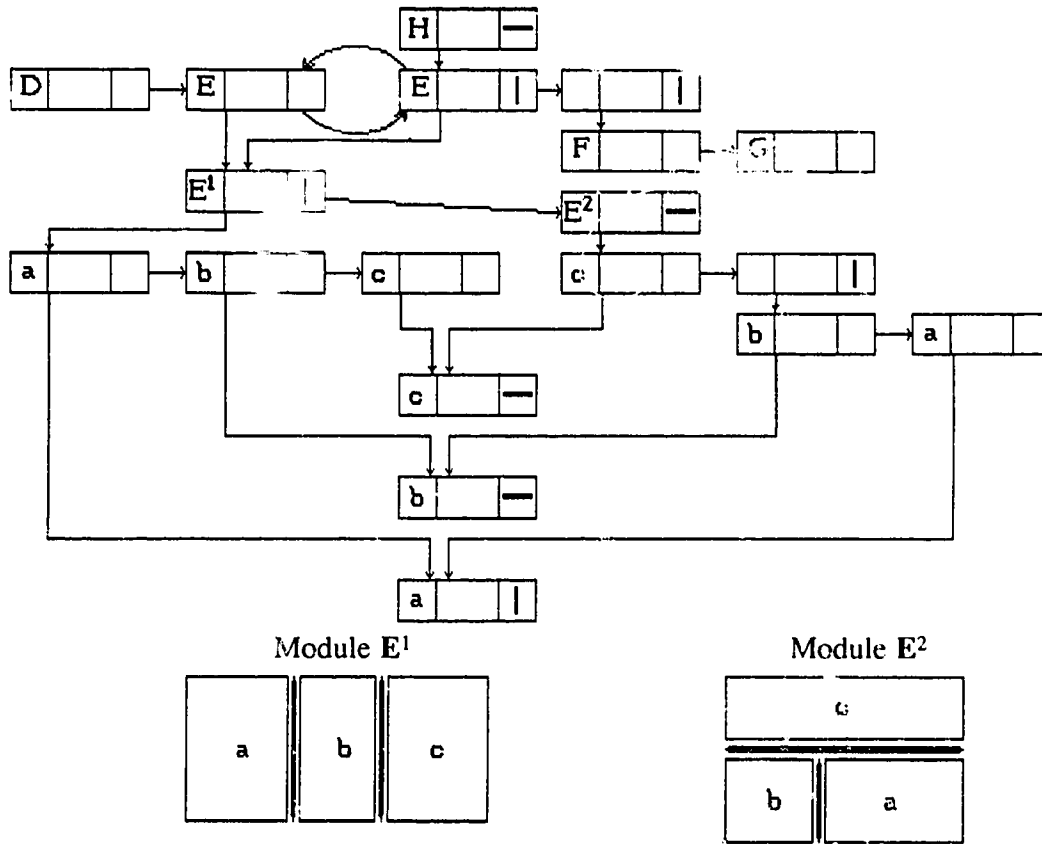 H
D E E
F G
E¹
E²
a b c c
b a
c
b
a
Module E¹ Module E²
a b c
c
b a